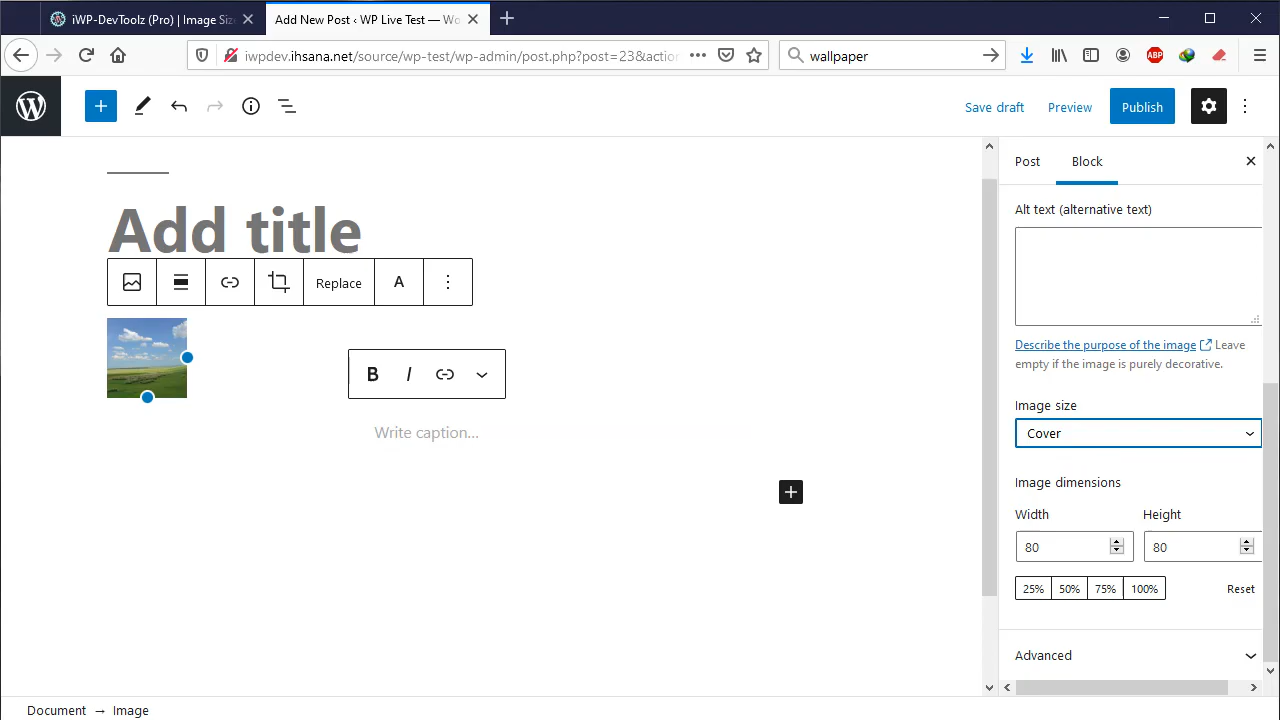 iWP-DevToolz (Pro) | Image Siz
Add New Post ‹ WP Live Test — Wo
iwpdev.ihsana.net/source/wp-test/wp-admin/post.php?post=23&actio
wallpaper
ABP
Save draft
Preview
Publish
Post
Block
Add title
Replace
A
B
I
Write caption...
Alt text (alternative text)
Describe the purpose of the image Leave
empty if the image is purely decorative.
Image size
Cover
Image dimensions
Width
Height
80
80
25%
50%
75%
100%
Reset
Advanced
Document → Image